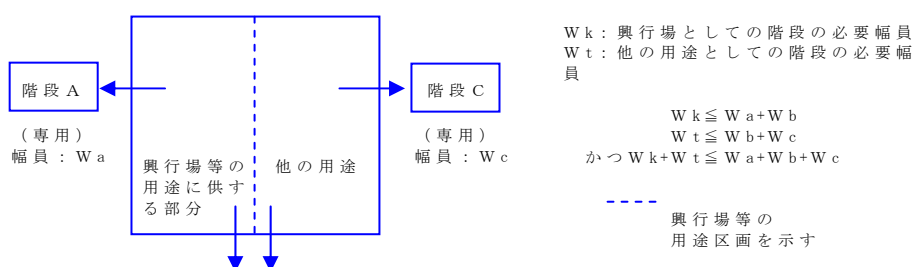 Wk：興行場としての階段の必要幅員
Wt：他の用途としての階段の必要幅
員
階段A
階段C
（専用）
幅員：Wa
（専用）
幅員：Wc
興行場等の
用途に供す
る部分
他の用途
Wk≦Wa+Wb
Wt≦Wb+Wc
かつWk+Wt≦Wa+Wb+Wc
興行場等の
用途区画を示す